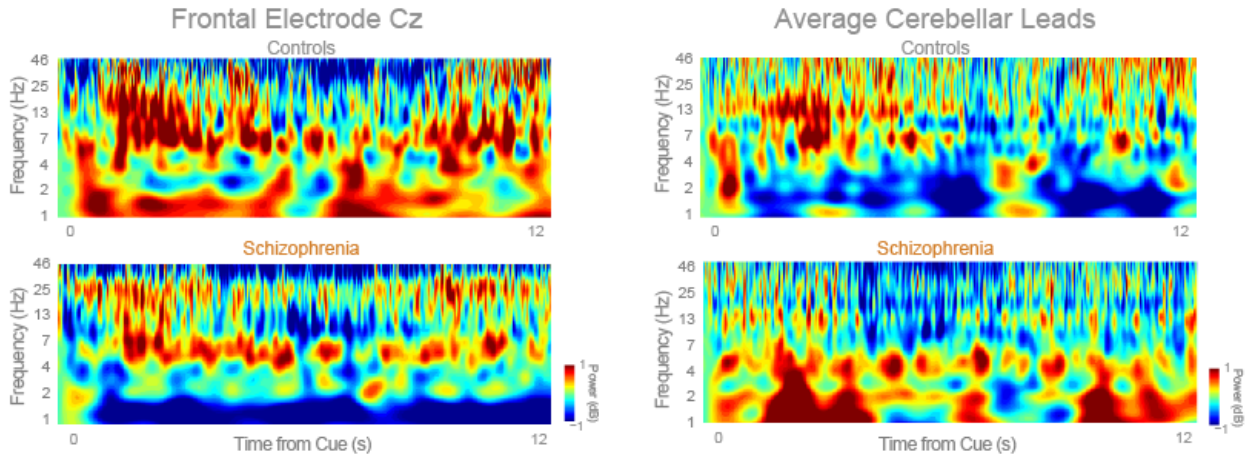 Frontal Electrode Cz
Controls
46
25
13
7
4
2
1
Frequency (Hz)
0
12
Schizophrenia
46
25
13
7
4
2
1
Frequency (Hz)
0
Time from Cue (s)
12
1
Power (dB)
−1
Average Cerebellar Leads
Controls
46
25
13
7
4
2
1
Frequency (Hz)
0
12
Schizophrenia
46
25
13
7
4
2
1
Frequency (Hz)
0
Time from Cue (s)
12
1
Power (dB)
−1